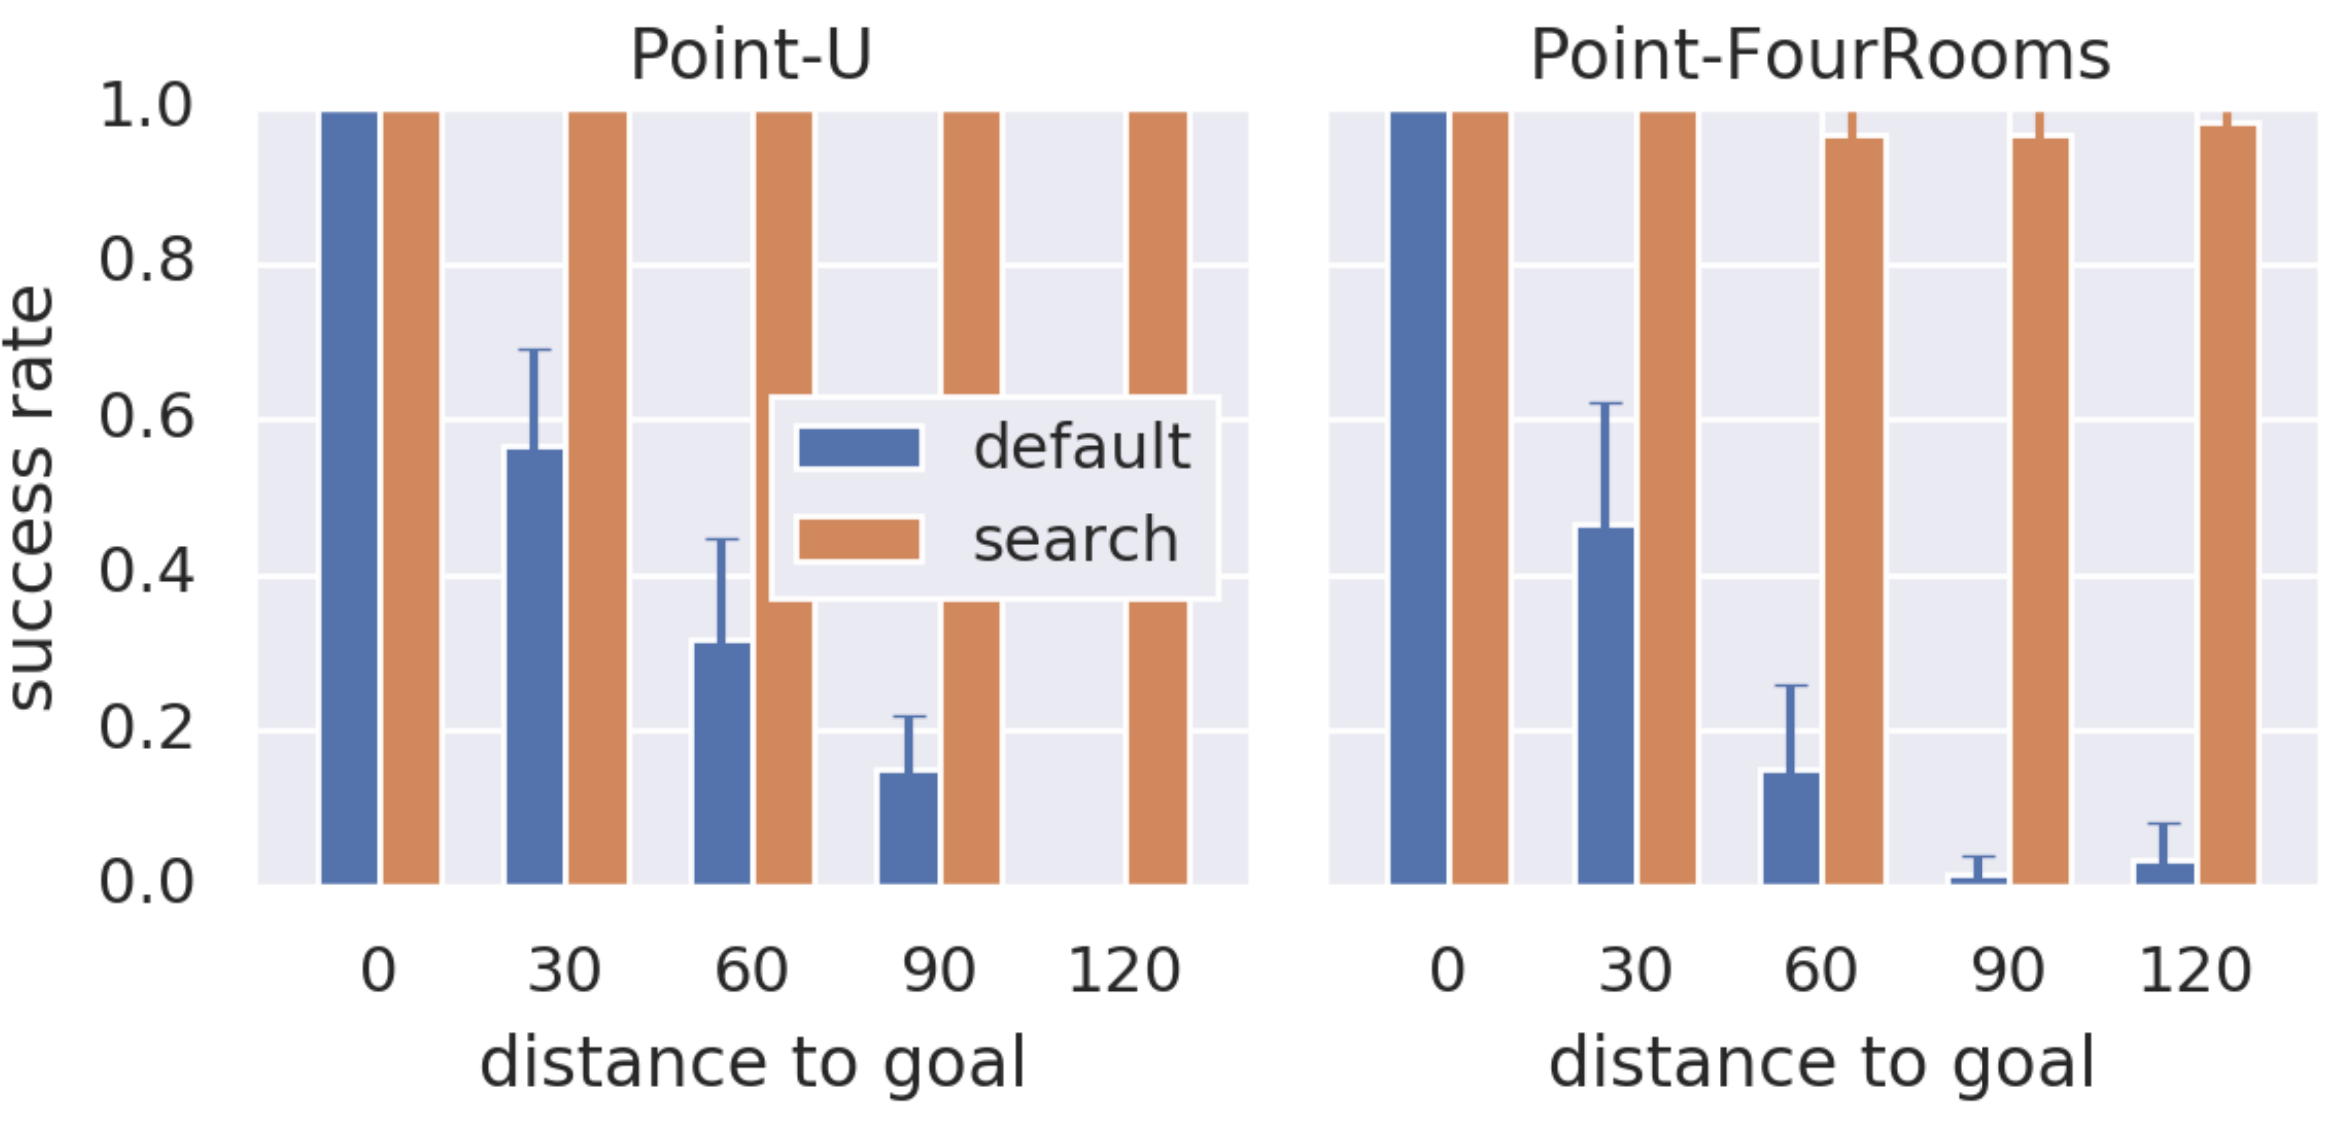 Point-U
Point-FourRooms
success rate
1.0
0.8
0.6
0.4
0.2
0.0
default
search
0 30 60 90 120
0 30 60 90 120
distance to goal
distance to goal